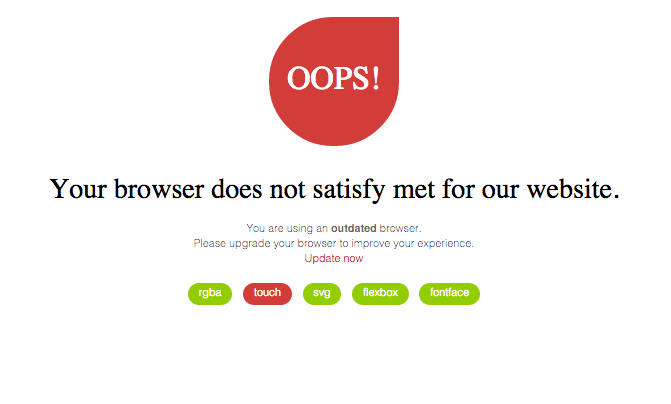 OOPS!
Your browser does not satisfy met for our website.
You are using an outdated browser.
Please upgrade your browser to improve your experience.
Update now
rgba touch svg flexbox fontface